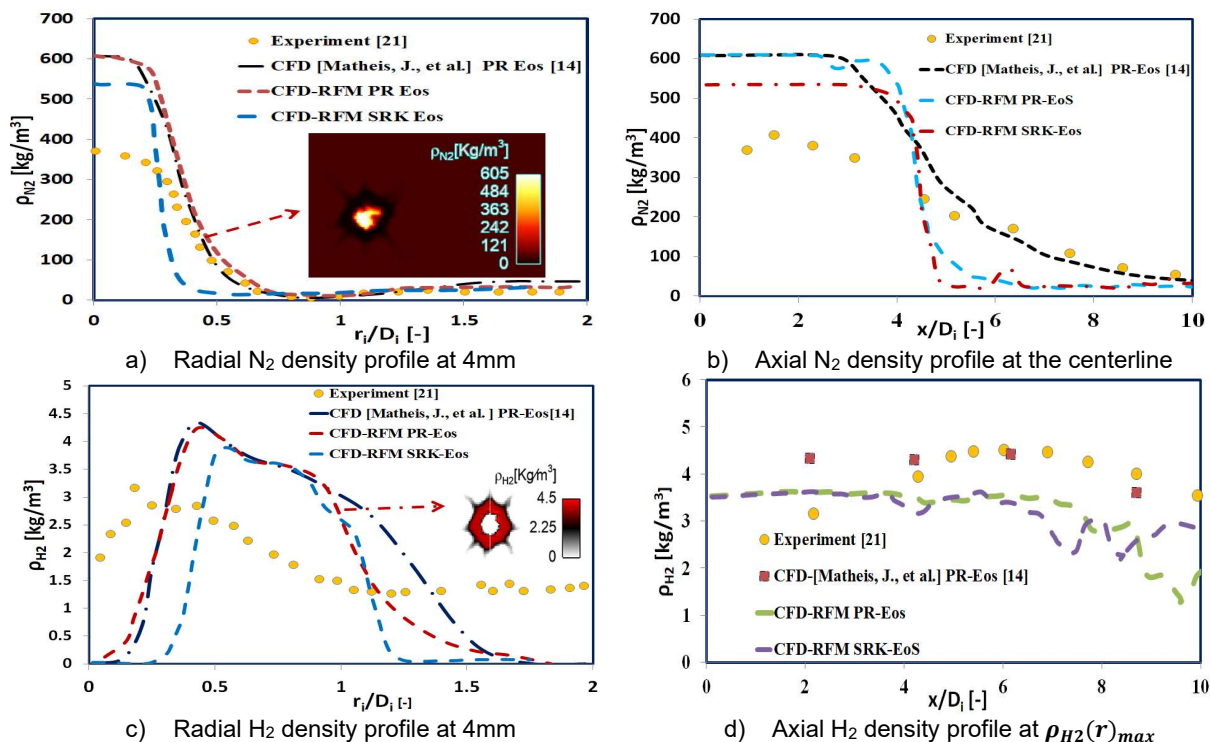 700
600
500
400
300
200
100
0
ρN2 [kg/m³]
Experiment [21]
CFD [Matheis, J., et al.] PR Eos [14]
CFD-RFM PR Eos
CFD-RFM SRK Eos
ρN2[Kg/m³]
605
484
363
242
121
0
0 0.5 1 1.5 2
ri/Di [-]
a) Radial N2 density profile at 4mm
700
600
500
400
300
200
100
0
ρN2 [kg/m³]
Experiment [21]
CFD [Matheis, J., et al.] PR-Eos [14]
CFD-RFM PR-EoS
CFD-RFM SRK-Eos
0 2 4 6 8 10
x/Di [-]
b) Axial N2 density profile at the centerline
5
4.5
4
3.5
3
2.5
2
1.5
1
0.5
0
ρH2 [kg/m³]
Experiment [21]
CFD [Matheis, J., et al.] PR-Eos[14]
CFD-RFM PR-Eos
CFD-RFM SRK-Eos
ρH2[Kg/m³]
4.5
2.25
0
0 0.5 1 1.5 2
ri/Di [-]
c) Radial H2 density profile at 4mm
6
5
4
3
2
1
0
ρH2 [kg/m³]
Experiment [21]
CFD-[Matheis, J., et al.] PR-Eos [14]
CFD-RFM PR-Eos
CFD-RFM SRK-EoS
0 2 4 6 8 10
x/Di [-]
d) Axial H2 density profile at ρH2(r)max